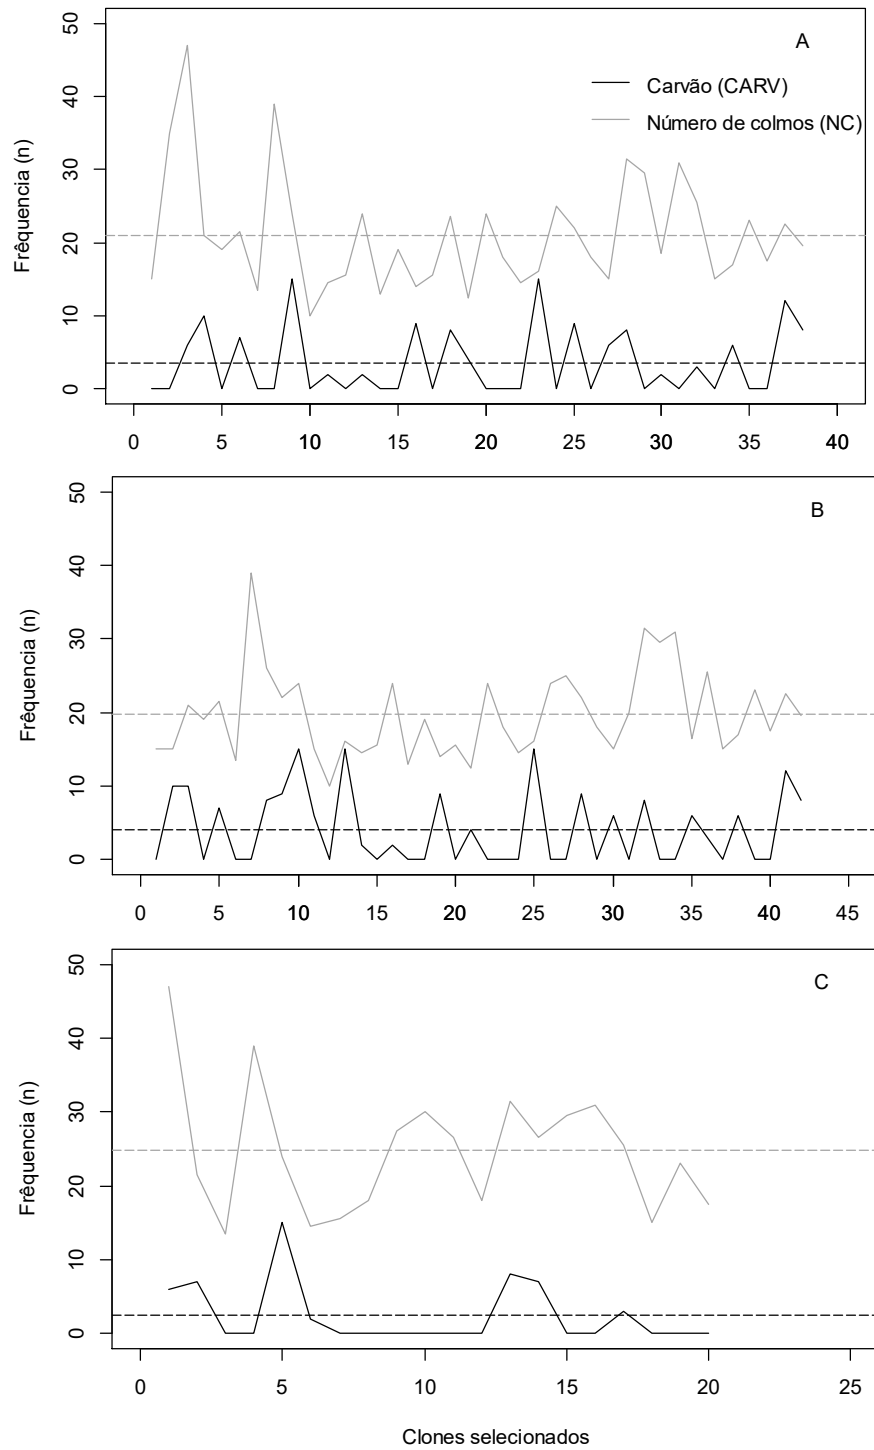 A
Carvão (CARV)
Número de colmos (NC)
Frêquencia (n)
50
40
30
20
10
0
0 5 10 15 20 25 30 35 40
B
Frêquencia (n)
50
40
30
20
10
0
0 5 10 15 20 25 30 35 40 45
C
Frêquencia (n)
50
40
30
20
10
0
0 5 10 15 20 25
Clones selecionados